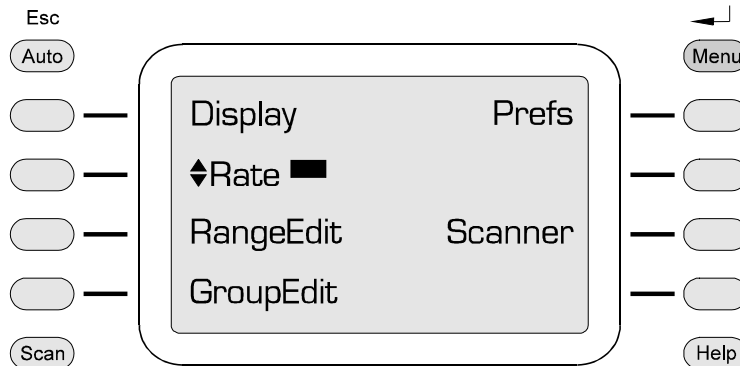 Esc
Auto
Menu
Display Prefs
Rate
RangeEdit Scanner
GroupEdit
Scan
Help